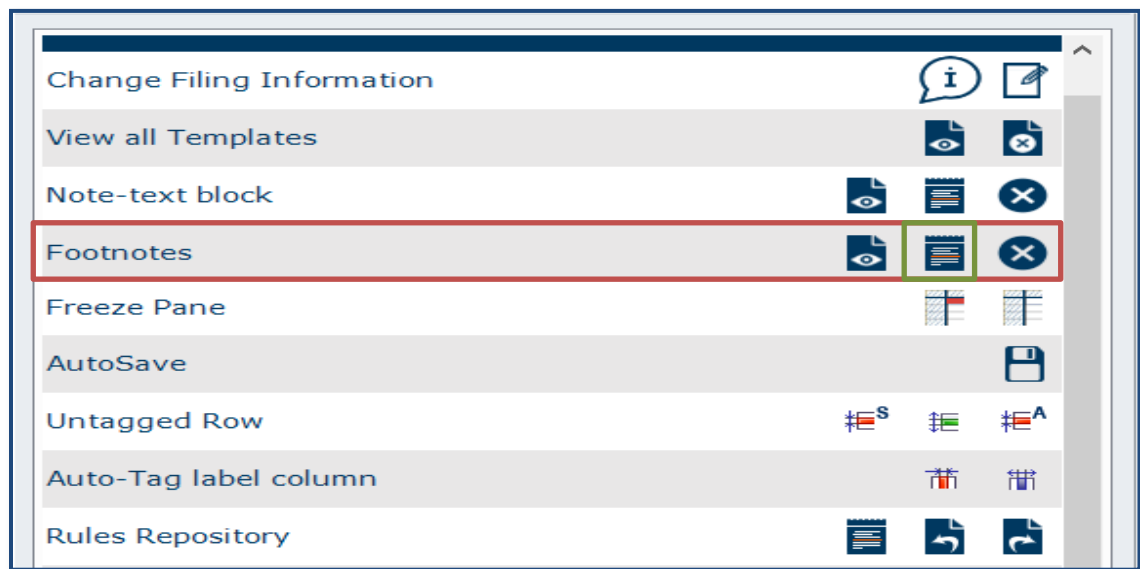 Change Filing Information i
View all Templates
Note-text block
Footnotes
Freeze Pane
AutoSave
Untagged Row S A
Auto-Tag label column
Rules Repository